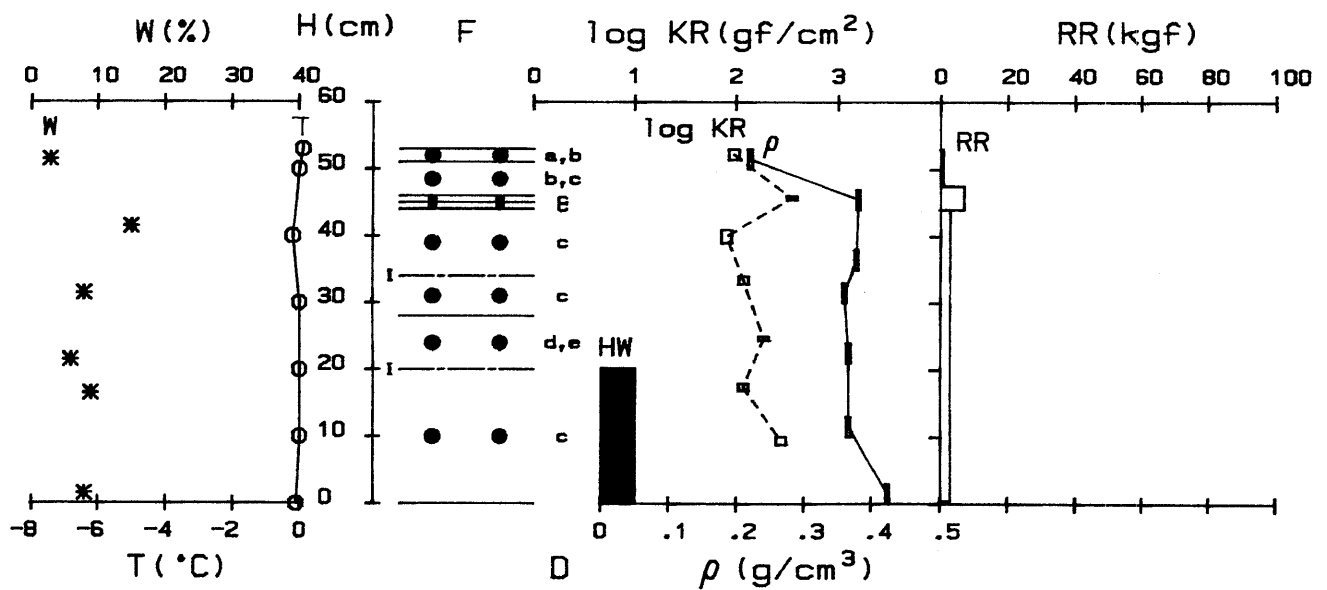 W(%) H(cm) F log KR(gf/cm²) RR(kgf)
0 10 20 30 40 0 1 2 3 0 20 40 60 80 100
60
W T log KR ρ RR
a,b
50
b,c
40
c
I
30
c
d,e
HW
20
I
10
c
0
-8 -6 -4 -2 0 0 .1 .2 .3 .4 .5
T(°C) D ρ (g/cm³)